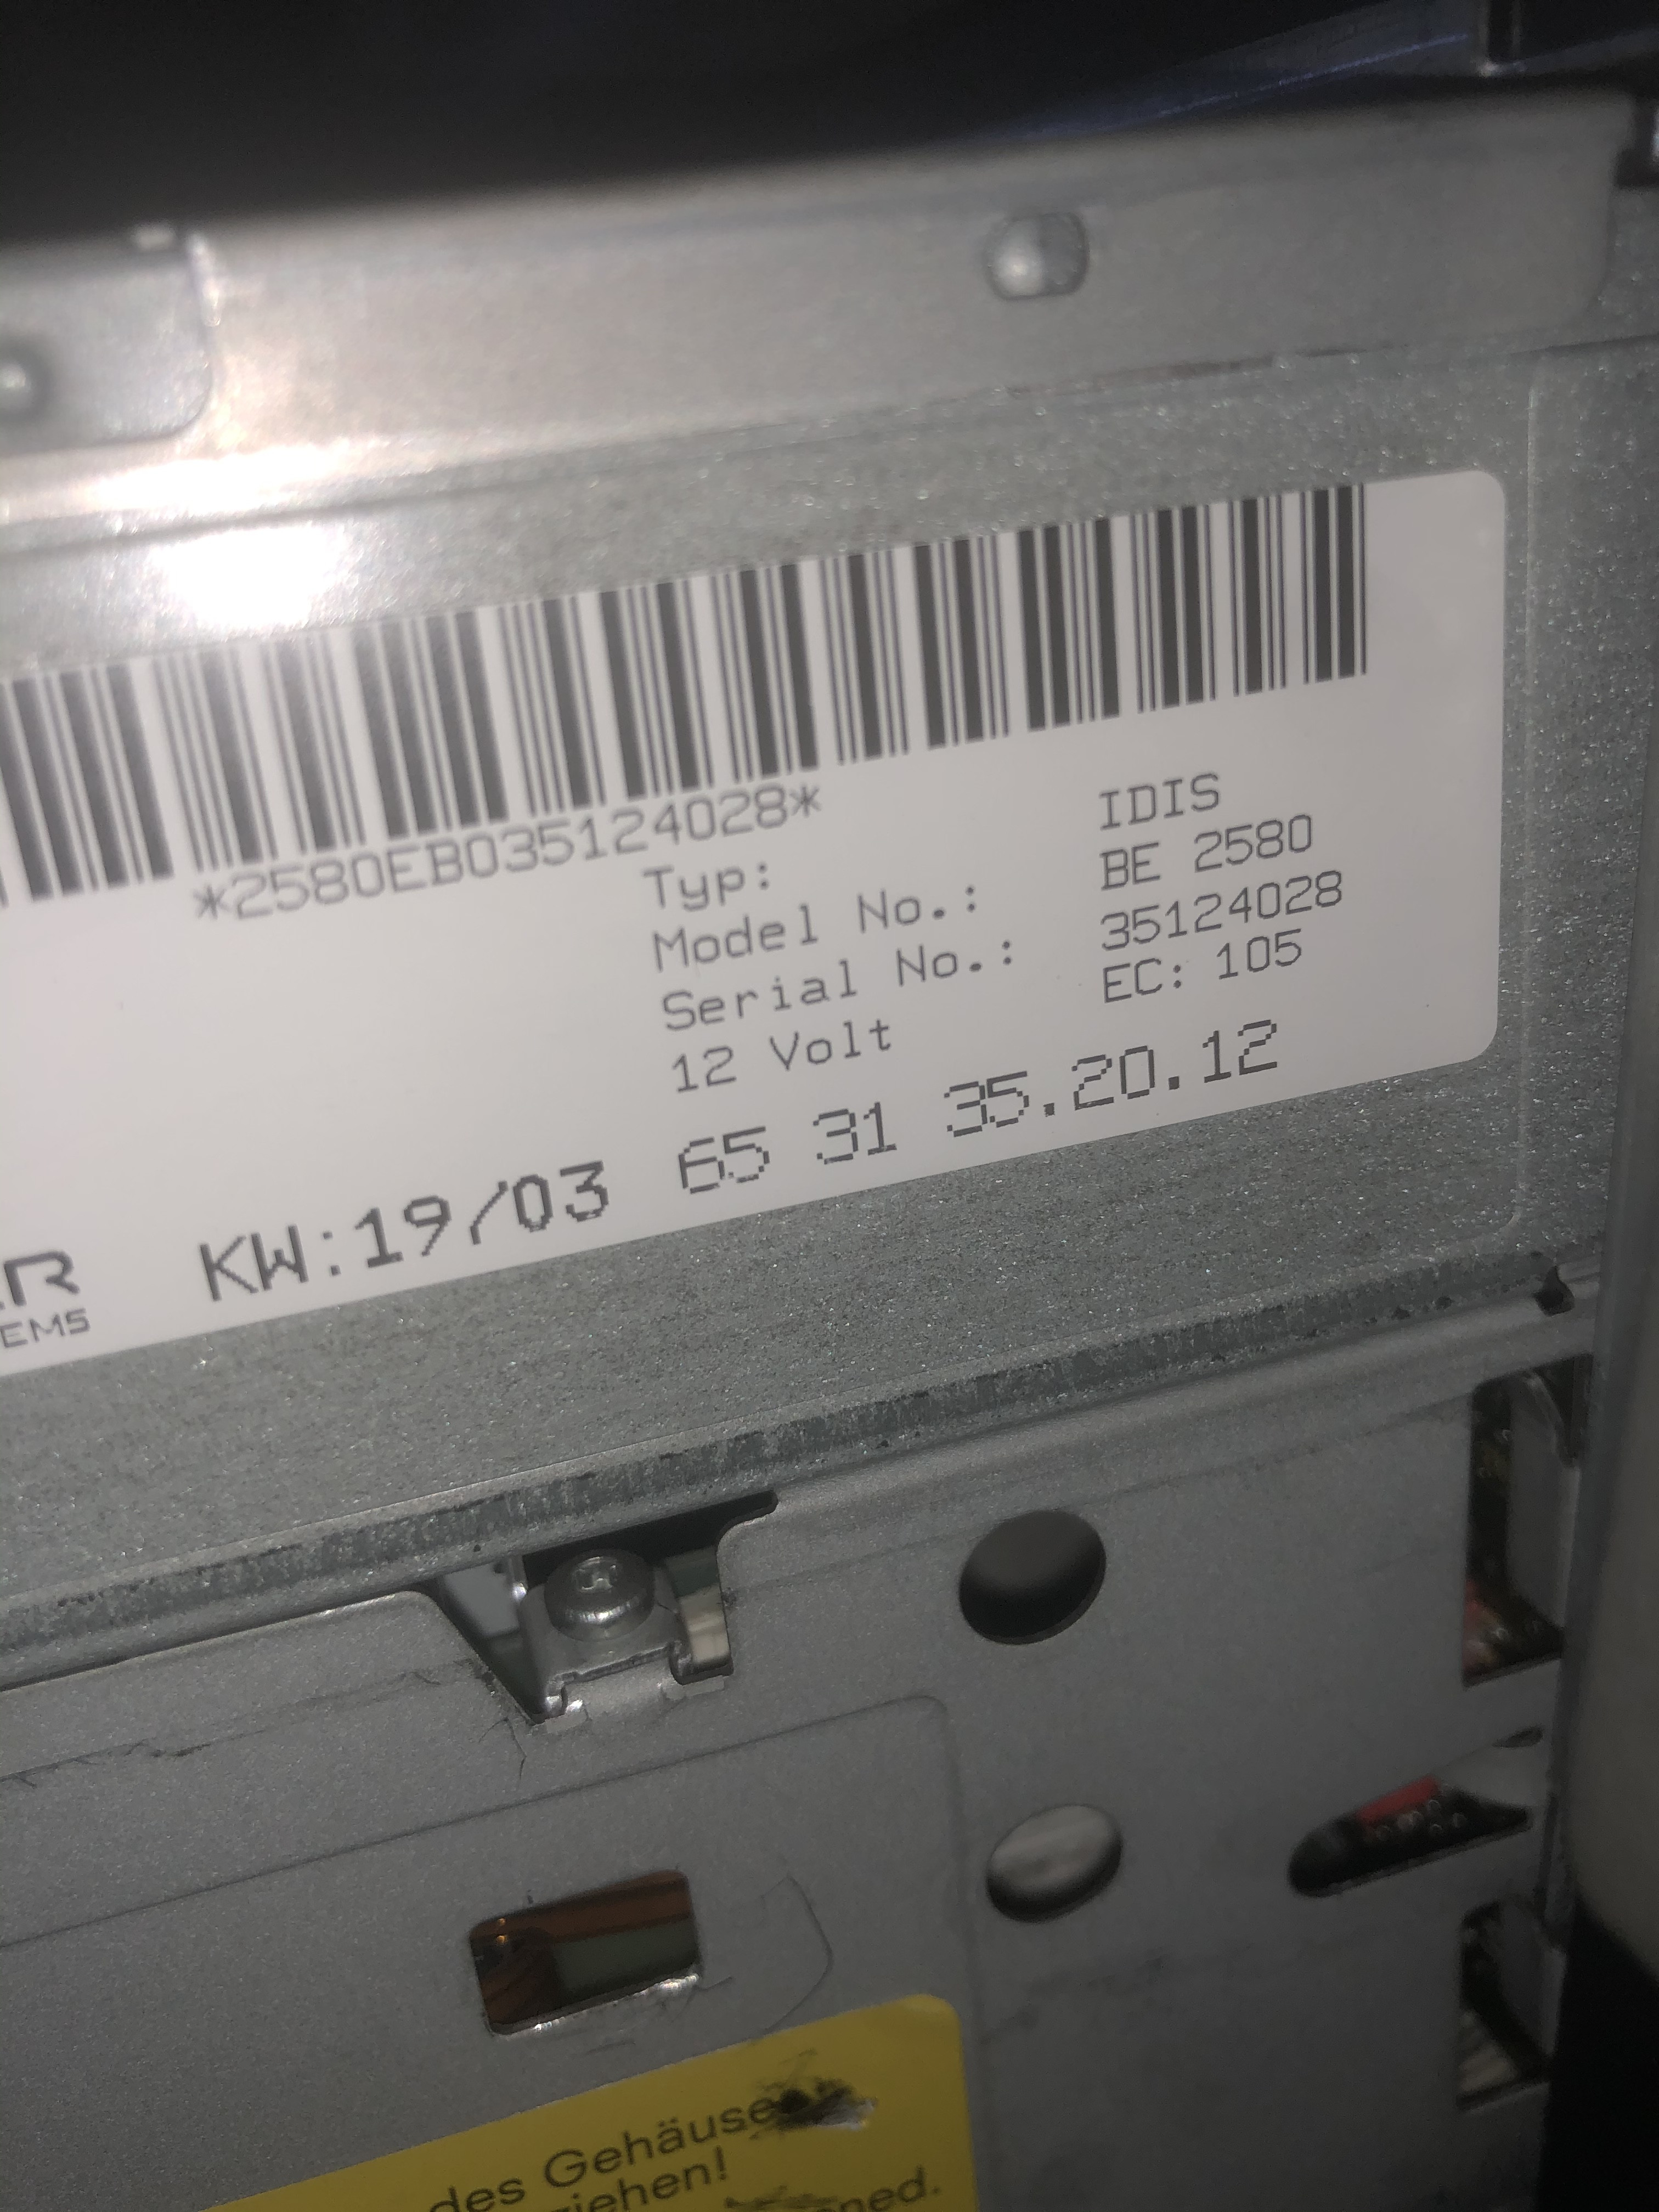 *2580EB035124028*
Typ: IDIS
Model No.: BE 2580
Serial No.: 35124028
12 Volt EC: 105
KW:19/03 65 31 35.20.12
des Gehäuse